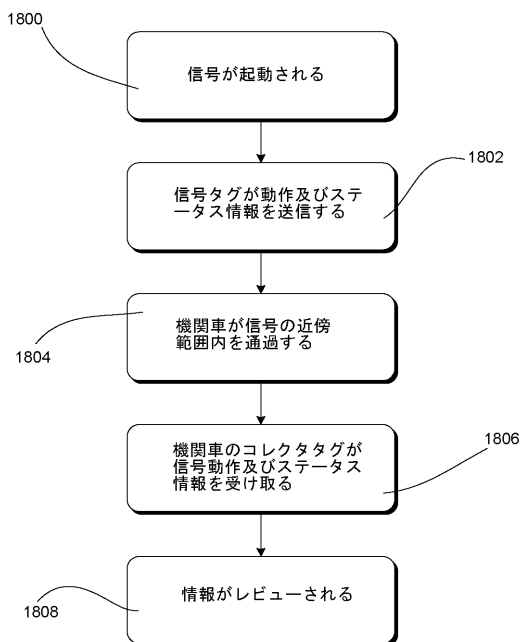 1800
信号が起動される
1802
信号タグが動作及びステ
ータス情報を送信する
機関車が信号の近傍
範囲内を通過する
1804
機関車のコレクタタグが
信号動作及びステータス
情報を受け取る
1806
情報がレビューされる
1808